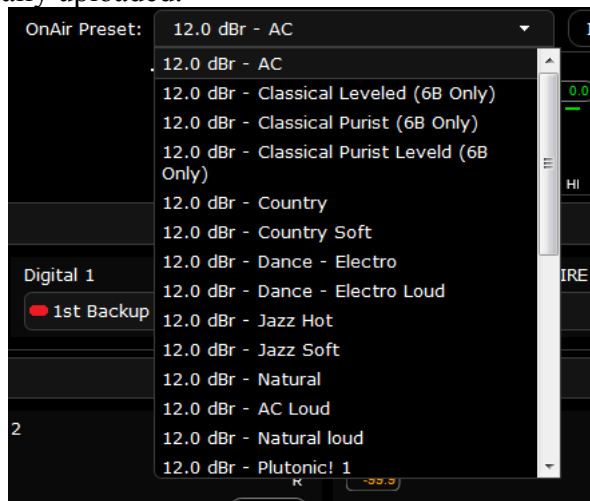 ally uploaded.
OnAir Preset: 12.0 dBr - AC
12.0 dBr - AC
12.0 dBr - Classical Leveled (6B Only)
0.0
12.0 dBr - Classical Purist (6B Only)
12.0 dBr - Classical Purist Leveld (6B
Only)
HI
12.0 dBr - Country
12.0 dBr - Country Soft
12.0 dBr - Dance - Electro
Digital 1
IRE
12.0 dBr - Dance - Electro Loud
1st Backup
12.0 dBr - Jazz Hot
12.0 dBr - Jazz Soft
12.0 dBr - Natural
12.0 dBr - AC Loud
2
12.0 dBr - Natural loud
12.0 dBr - Plutonic! 1
R
-99.9